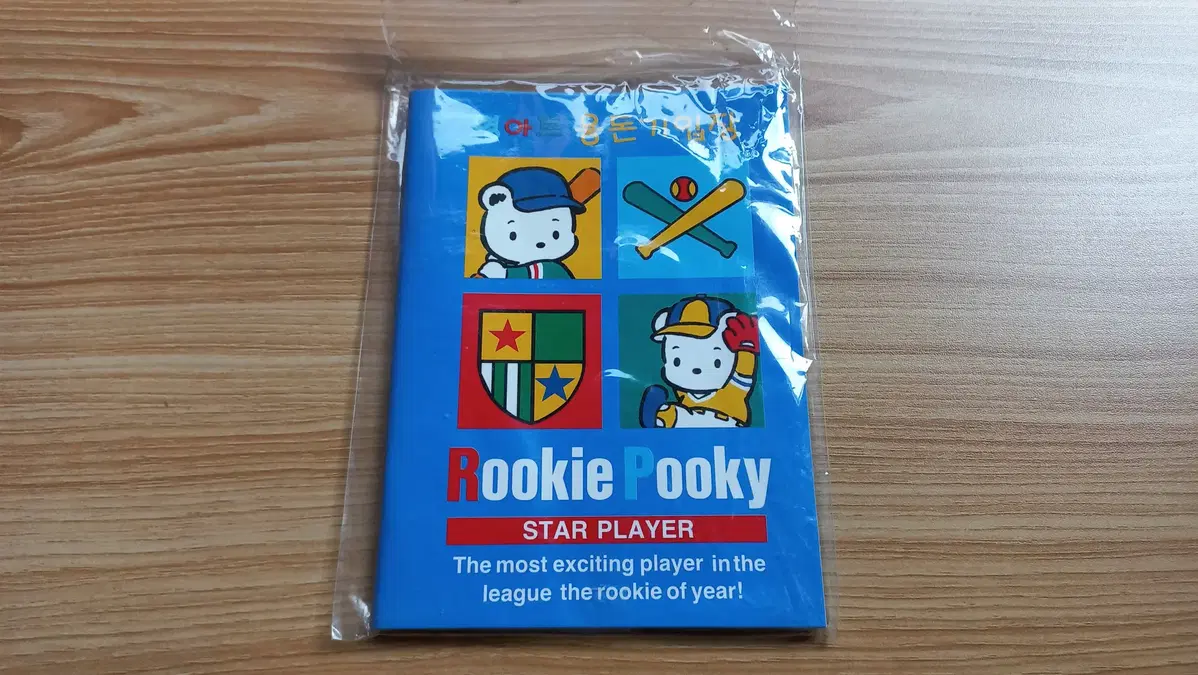 용돈기입장
Rookie Pooky
STAR PLAYER
The most exciting player in the
league the rookie of year!